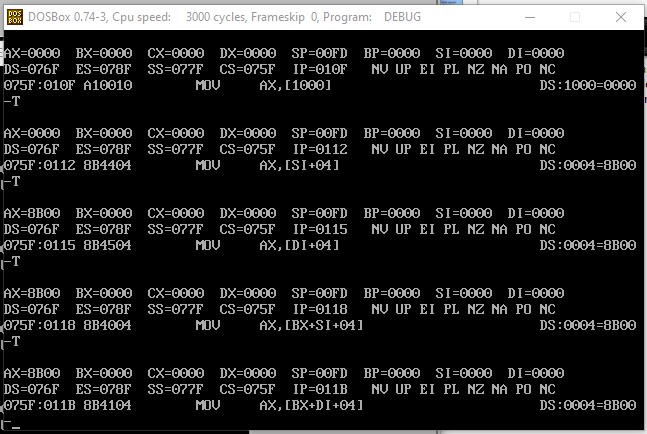 DOS BOX DOSBox 0.74-3, Cpu speed: 3000 cycles, Frameskip 0, Program: DEBUG
AX=0000 BX=0000 CX=0000 DX=0000 SP=00FD BP=0000 SI=0000 DI=0000
DS=076F ES=078F SS=077F CS=075F IP=010F NV UP EI PL NZ NA PO NC
075F:010F A10010 MOV AX,[1000] DS:1000=0000
-T
AX=0000 BX=0000 CX=0000 DX=0000 SP=00FD BP=0000 SI=0000 DI=0000
DS=076F ES=078F SS=077F CS=075F IP=0112 NV UP EI PL NZ NA PO NC
075F:0112 8B4404 MOV AX,[SI+04] DS:0004=8B00
-T
AX=8B00 BX=0000 CX=0000 DX=0000 SP=00FD BP=0000 SI=0000 DI=0000
DS=076F ES=078F SS=077F CS=075F IP=0115 NV UP EI PL NZ NA PO NC
075F:0115 8B4504 MOV AX,[DI+04] DS:0004=8B00
-T
AX=8B00 BX=0000 CX=0000 DX=0000 SP=00FD BP=0000 SI=0000 DI=0000
DS=076F ES=078F SS=077F CS=075F IP=0118 NV UP EI PL NZ NA PO NC
075F:0118 8B4004 MOV AX,[BX+SI+04] DS:0004=8B00
-T
AX=8B00 BX=0000 CX=0000 DX=0000 SP=00FD BP=0000 SI=0000 DI=0000
DS=076F ES=078F SS=077F CS=075F IP=011B NV UP EI PL NZ NA PO NC
075F:011B 8B4104 MOV AX,[BX+DI+04] DS:0004=8B00
-_